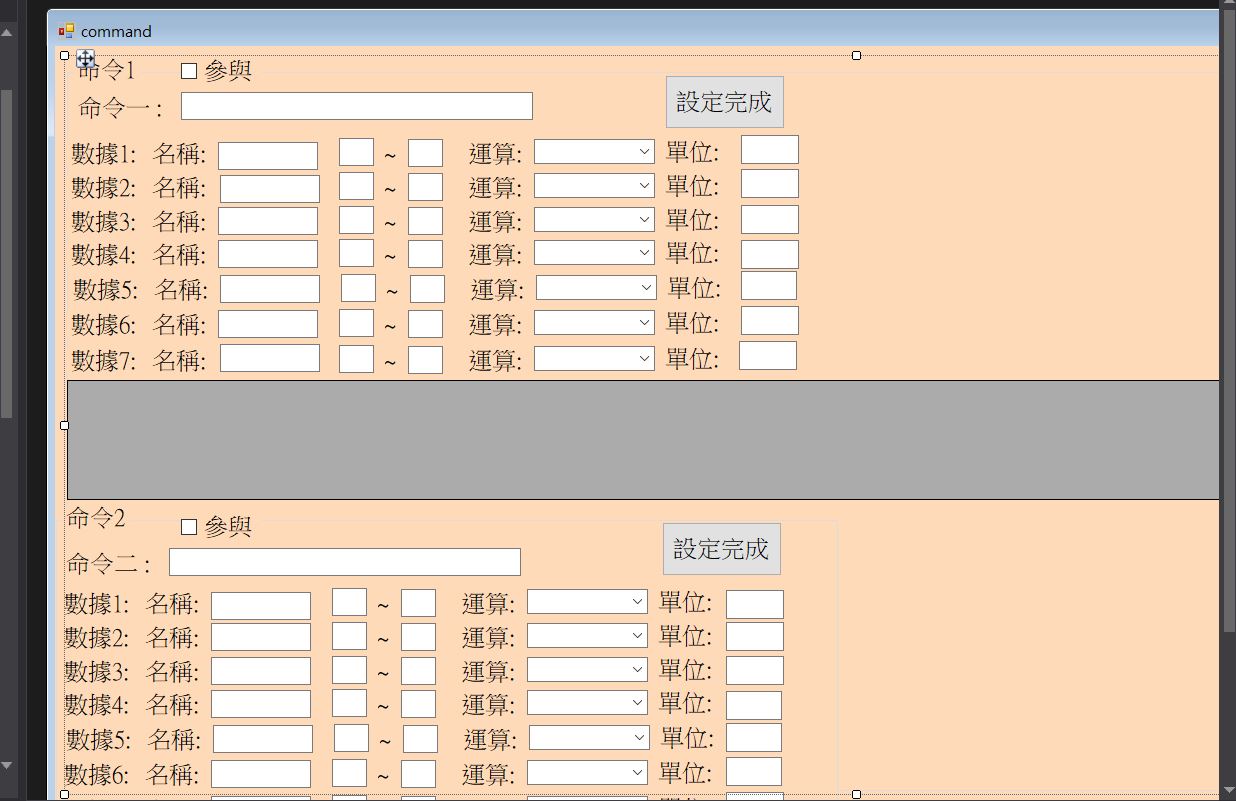 command
命令1 參與
命令一 :
設定完成
數據1: 名稱: ~ 運算: 單位:
數據2: 名稱: ~ 運算: 單位:
數據3: 名稱: ~ 運算: 單位:
數據4: 名稱: ~ 運算: 單位:
數據5: 名稱: ~ 運算: 單位:
數據6: 名稱: ~ 運算: 單位:
數據7: 名稱: ~ 運算: 單位:
命令2 參與
設定完成
命令二 :
數據1: 名稱: ~ 運算: 單位:
數據2: 名稱: ~ 運算: 單位:
數據3: 名稱: ~ 運算: 單位:
數據4: 名稱: ~ 運算: 單位:
數據5: 名稱: ~ 運算: 單位:
數據6: 名稱: ~ 運算: 單位: